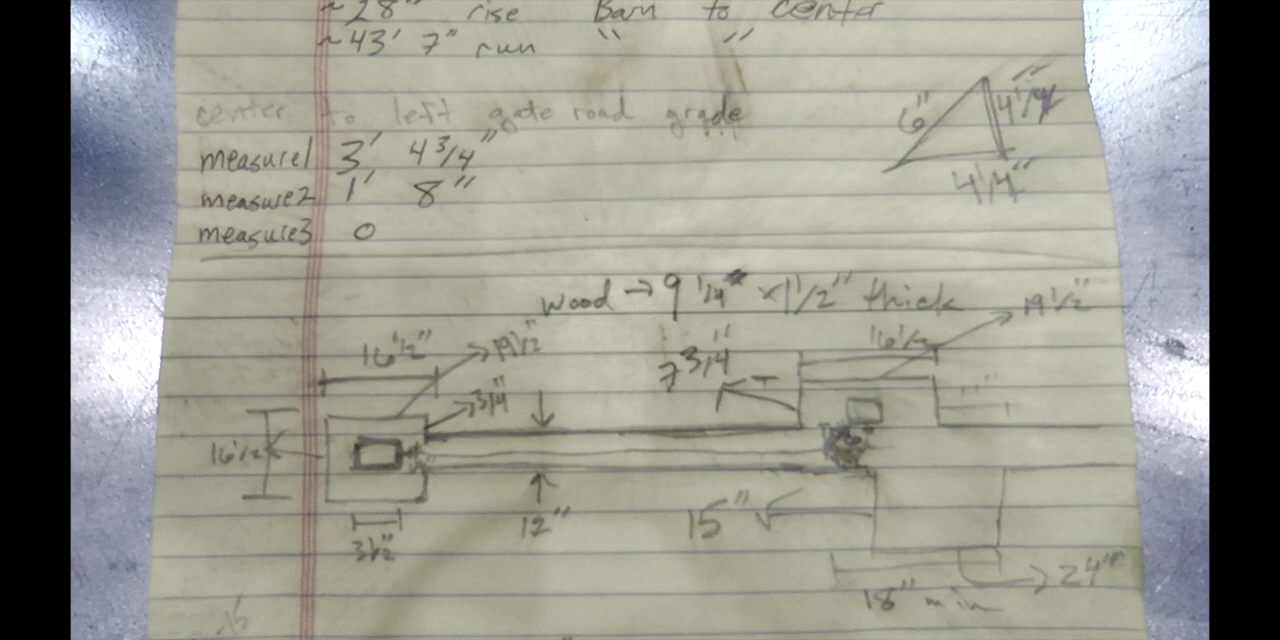 ~28" rise Barn to center
~43' 7" run " "
center to left gate road grade
measure1 3' 4 3/4"
measure2 1' 8"
measure3 0
6" 4 1/4"
4 1/4"
wood → 9 1/4" x 1 1/2" thick
19 1/2"
16 1/2" 19 1/2"
7 3/4" 16 1/2
3/4"
16 1/2
12" 15"
3 1/2"
24"
18" min